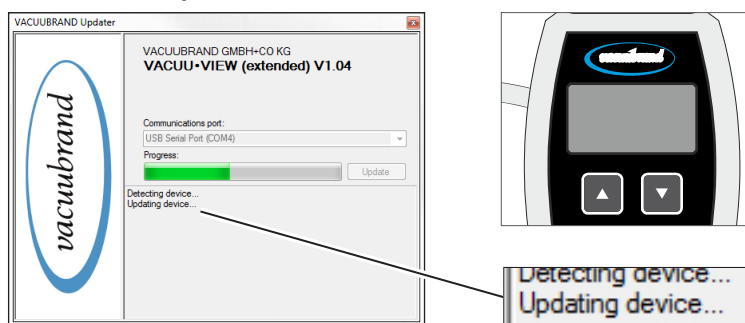 VACUUBRAND Updater
vacuubrand
VACUUBRAND GMBH+CO KG
VACUU•VIEW (extended) V1.04
Communications port:
USB Serial Port (COM4)
Progress:
Update
Detecting device...
Updating device...
vacuubrand
Detecting device...
Updating device...